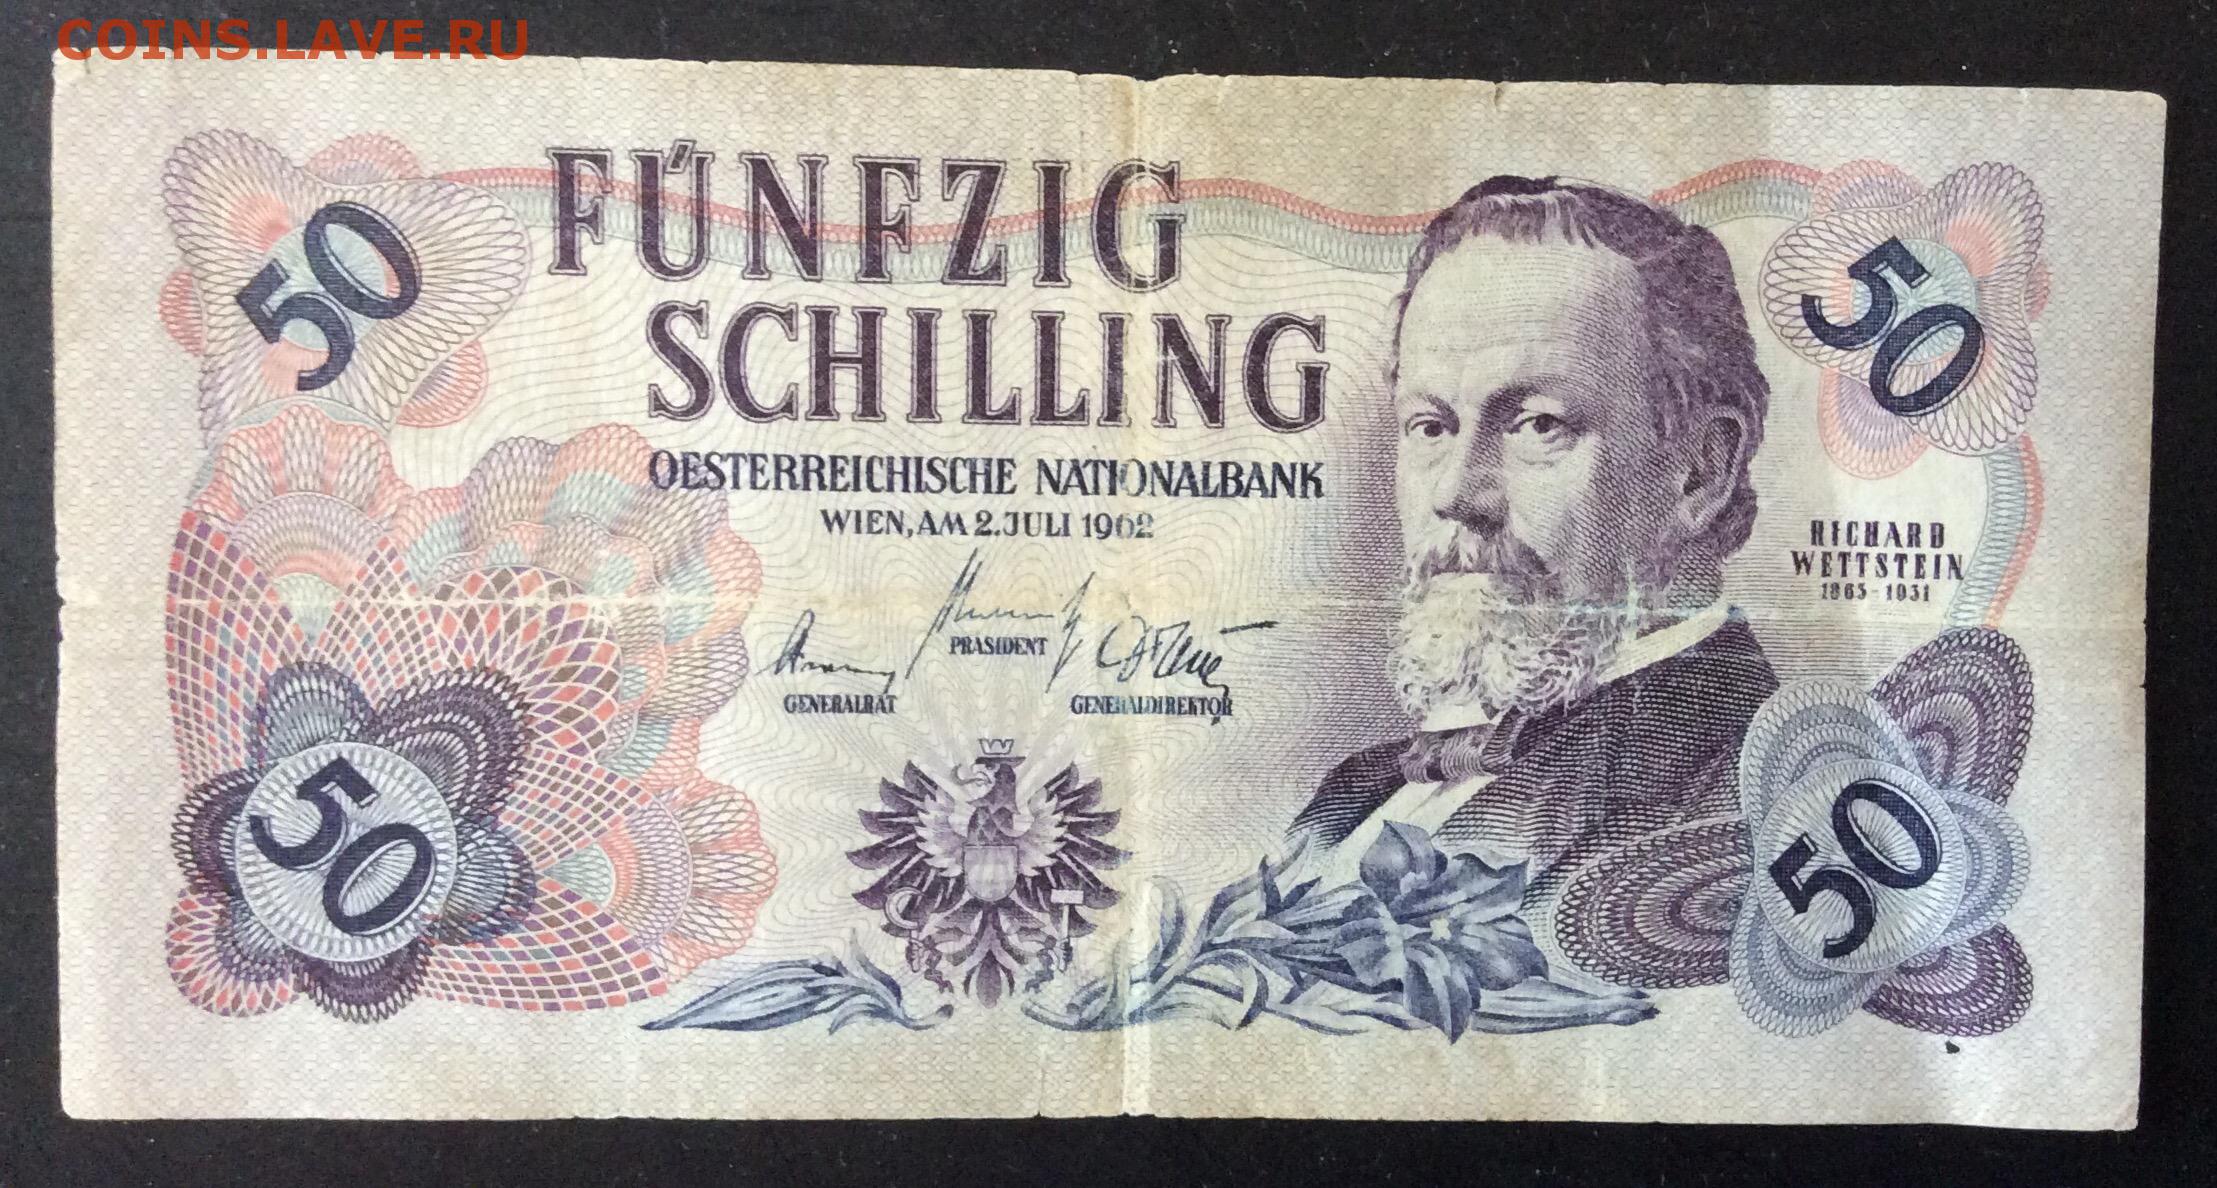 COINS.LAVE.RU
50
FÜNFZIG
SCHILLING
50
OESTERREICHISCHE NATIONALBANK
WIEN, AM 2. JULI 1962
RICHARD
WETTSTEIN
1863-1931
PRÄSIDENT
GENERALRAT
GENERALDIREKTOR
50
50